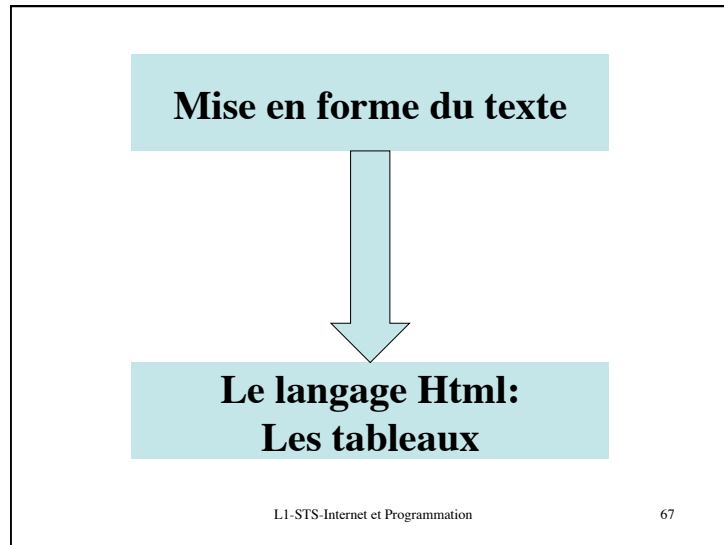 Mise en forme du texte
Le langage Html:
Les tableaux
L1-STS-Internet et Programmation
67